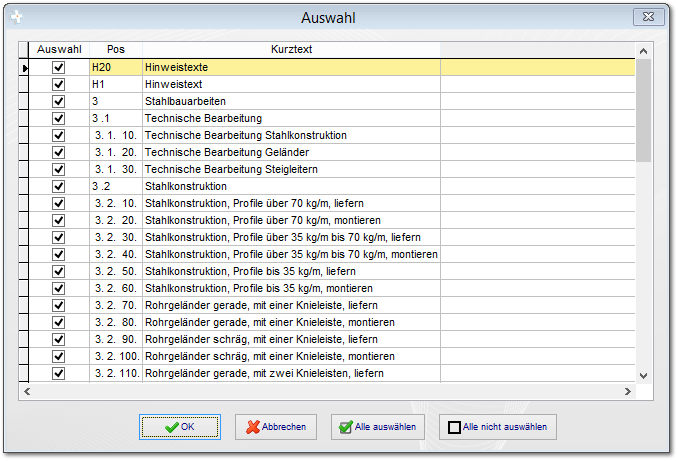 Auswahl
Auswahl Pos Kurztext
H20 Hinweistexte
H1 Hinweistext
3 Stahlbauarbeiten
3 .1 Technische Bearbeitung
3. 1. 10. Technische Bearbeitung Stahlkonstruktion
3. 1. 20. Technische Bearbeitung Geländer
3. 1. 30. Technische Bearbeitung Steigleitern
3 .2 Stahlkonstruktion
3. 2. 10. Stahlkonstruktion, Profile über 70 kg/m, liefern
3. 2. 20. Stahlkonstruktion, Profile über 70 kg/m, montieren
3. 2. 30. Stahlkonstruktion, Profile über 35 kg/m bis 70 kg/m, liefern
3. 2. 40. Stahlkonstruktion, Profile über 35 kg/m bis 70 kg/m, montieren
3. 2. 50. Stahlkonstruktion, Profile bis 35 kg/m, liefern
3. 2. 60. Stahlkonstruktion, Profile bis 35 kg/m, montieren
3. 2. 70. Rohrgeländer gerade, mit einer Knieleiste, liefern
3. 2. 80. Rohrgeländer gerade, mit einer Knieleiste, montieren
3. 2. 90. Rohrgeländer schräg, mit einer Knieleiste, liefern
3. 2. 100. Rohrgeländer schräg, mit einer Knieleiste, montieren
3. 2. 110. Rohrgeländer gerade, mit zwei Knieleisten, liefern
OK Abbrechen Alle auswählen Alle nicht auswählen